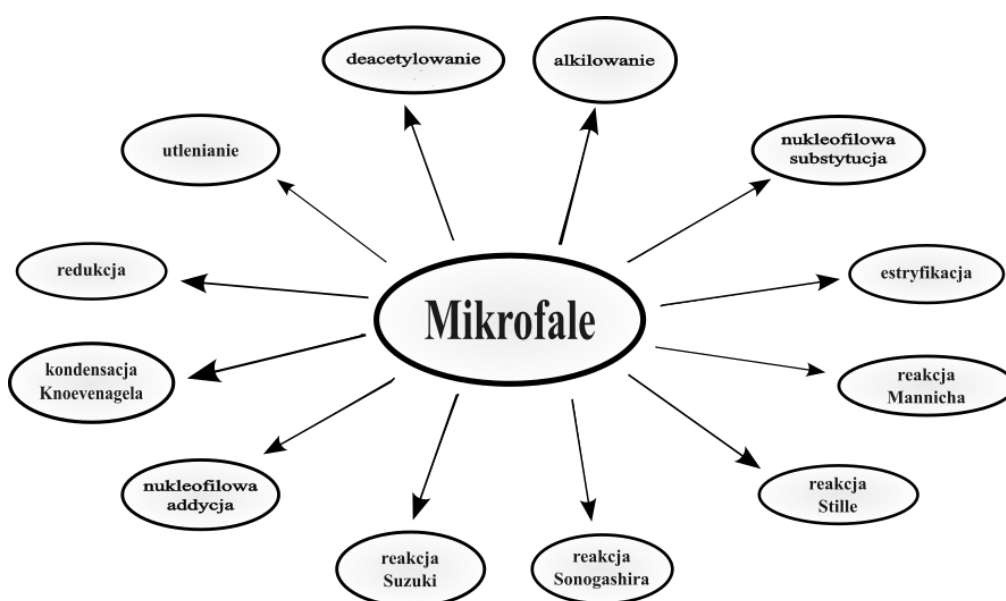 deacetylowanie
alkilowanie
utlenianie
nukleofilowa
substytucja
redukcja
Mikrofale
estryfikacja
kondensacja
Knoevenagela
reakcja
Mannicha
nukleofilowa
addycja
reakcja
Stille
reakcja
Suzuki
reakcja
Sonogashira